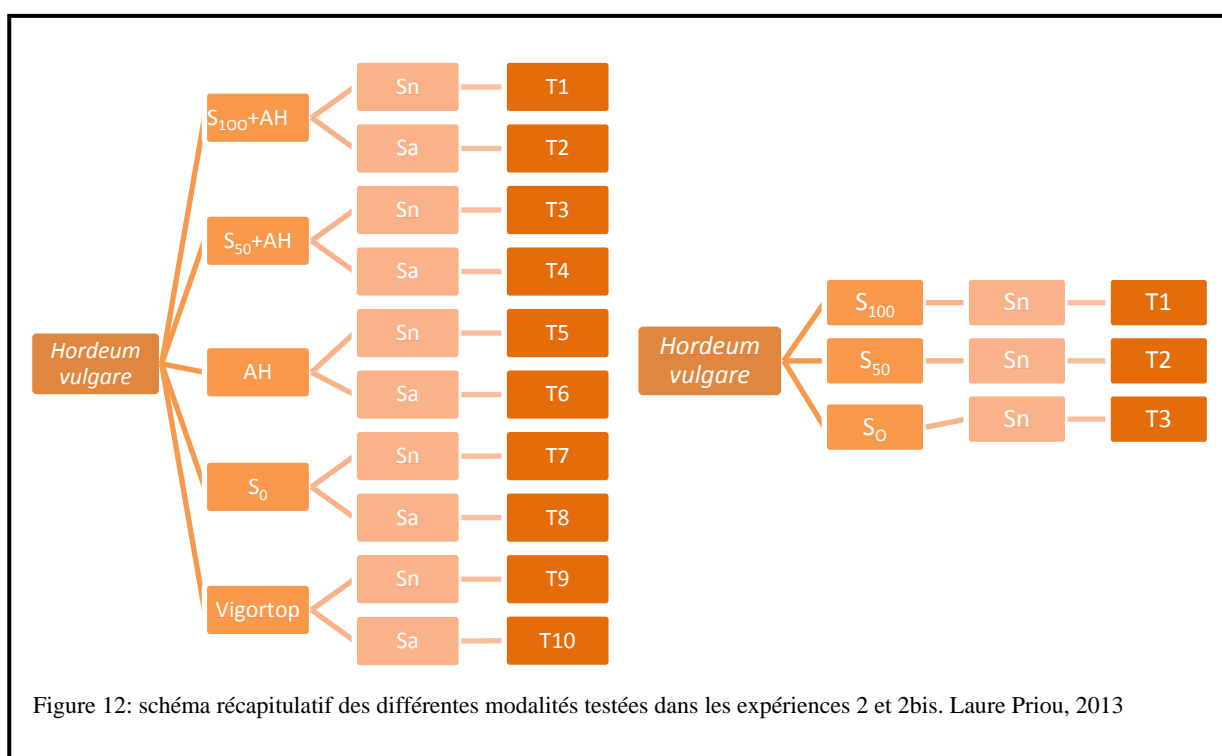 Hordeum
vulgare
S₁₀₀+AH
Sn
T1
Sa
T2
S₅₀+AH
Sn
T3
Sa
T4
AH
Sn
T5
Sa
T6
S₀
Sn
T7
Sa
T8
Vigortop
Sn
T9
Sa
T10
Hordeum
vulgare
S₁₀₀
Sn
T1
S₅₀
Sn
T2
S₀
Sn
T3
Figure 12: schéma récapitulatif des différentes modalités testées dans les expériences 2 et 2bis. Laure Priou, 2013